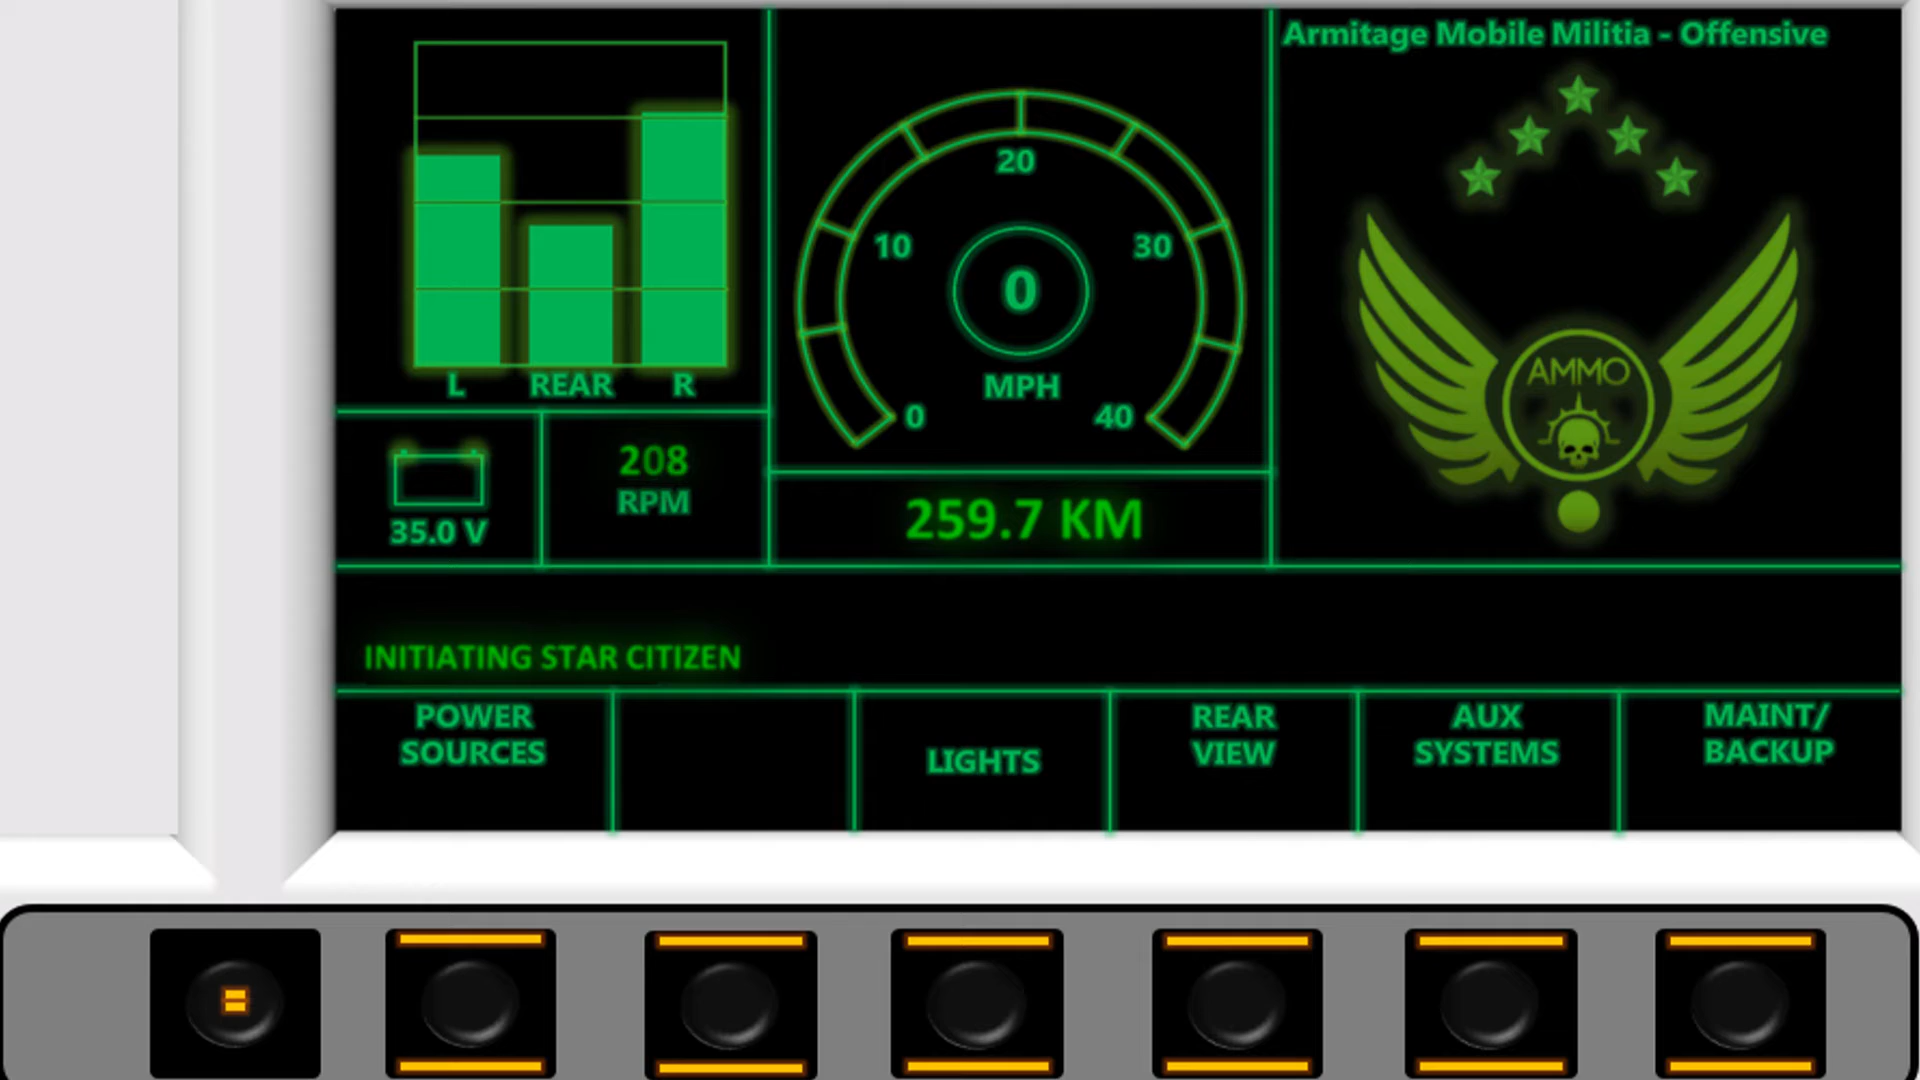 Armitage Mobile Militia - Offensive
L REAR R
20
10 30
0
MPH
0 40
AMMO
208
RPM
35.0 V
259.7 KM
INITIATING STAR CITIZEN
POWER
SOURCES
LIGHTS
REAR
VIEW
AUX
SYSTEMS
MAINT/
BACKUP
=